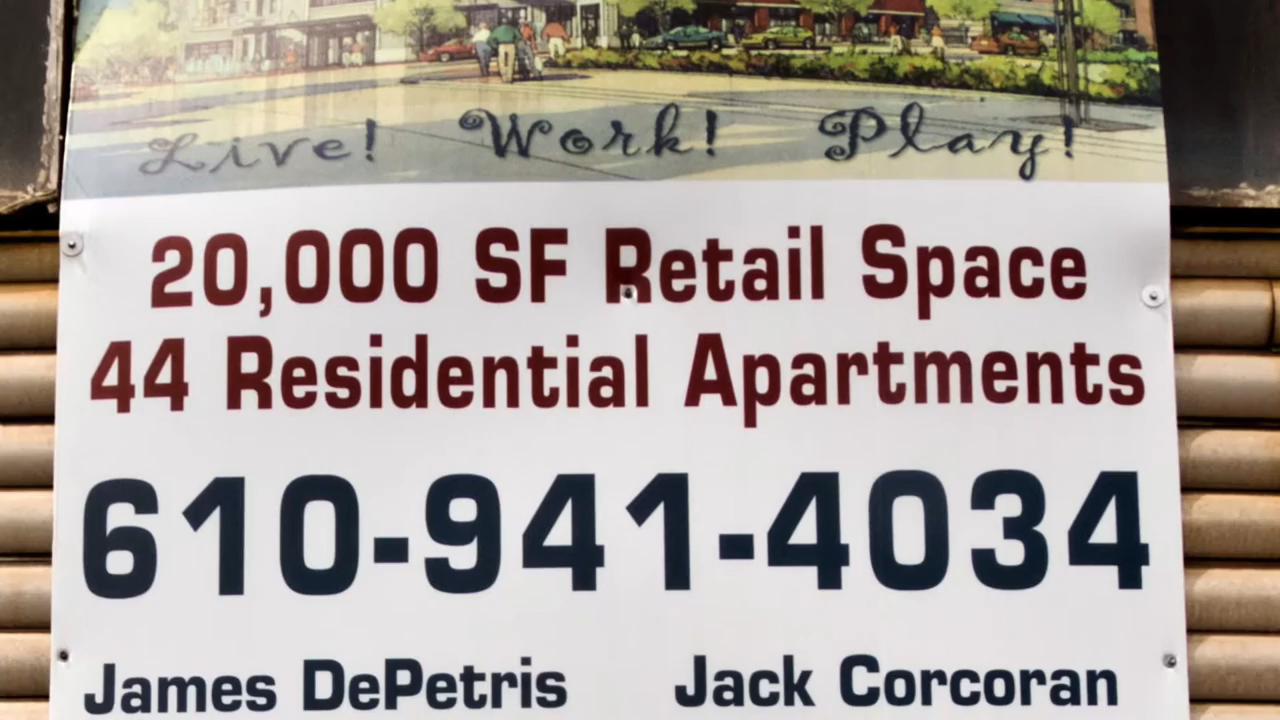 Live! Work! Play!
20,000 SF Retail Space
44 Residential Apartments
610-941-4034
James DePetris Jack Corcoran